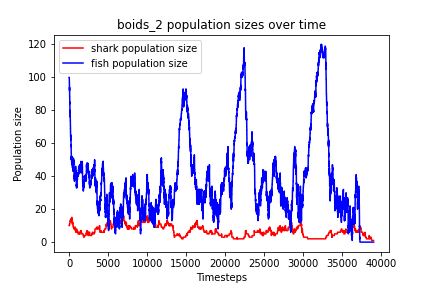 boids_2 population sizes over time
shark population size
fish population size
Population size
120
100
80
60
40
20
0
0 5000 10000 15000 20000 25000 30000 35000 40000
Timesteps